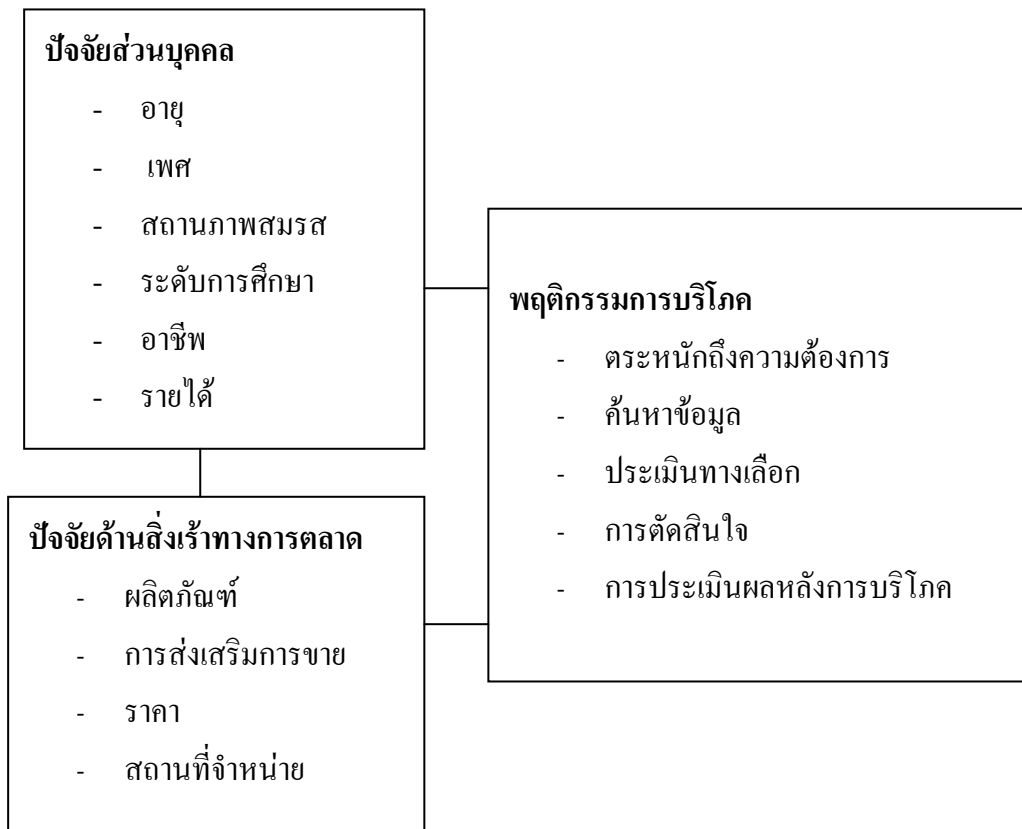 ปัจจัยส่วนบุคคล
- อายุ
- เพศ
- สถานภาพสมรส
- ระดับการศึกษา
- อาชีพ
- รายได้
ปัจจัยด้านสิ่งเร้าทางการตลาด
- ผลิตภัณฑ์
- การส่งเสริมการขาย
- ราคา
- สถานที่จำหน่าย
พฤติกรรมการบริโภค
- ตระหนักถึงความต้องการ
- ค้นหาข้อมูล
- ประเมินทางเลือก
- การตัดสินใจ
- การประเมินผลหลังการบริโภค